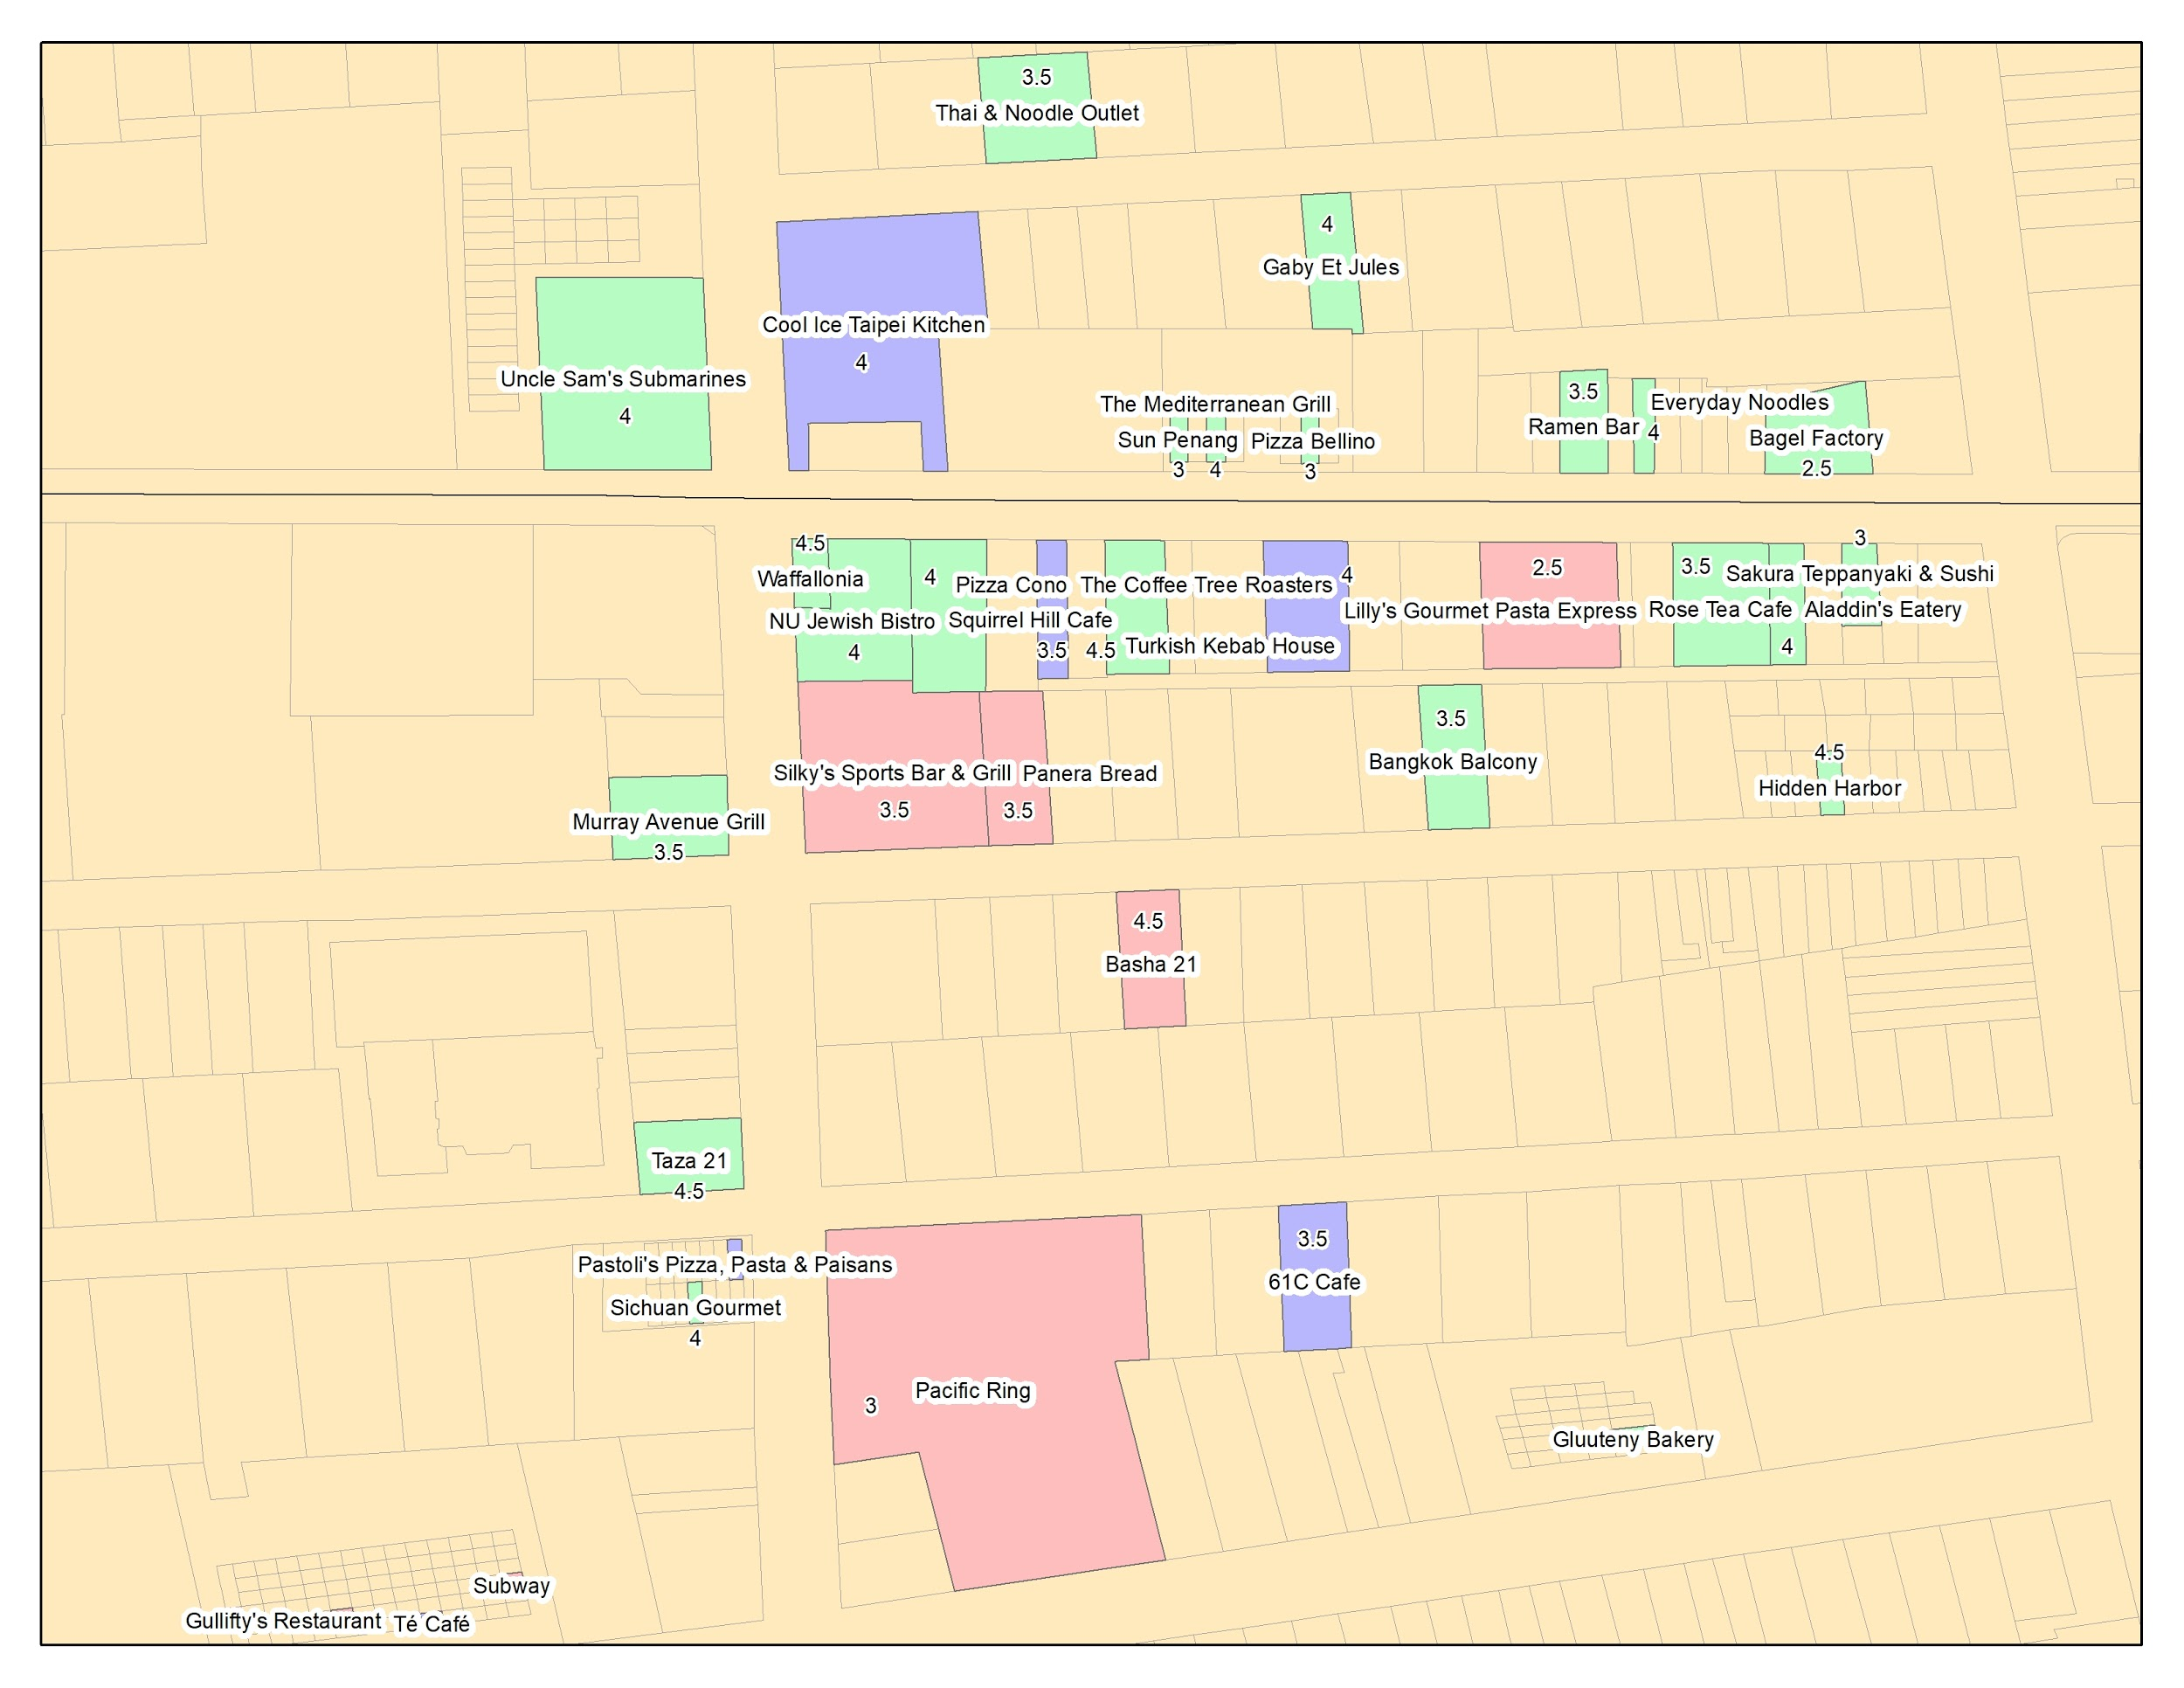 3.5
Thai & Noodle Outlet
4
Gaby Et Jules
Cool Ice Taipei Kitchen
4
Uncle Sam's Submarines
4
The Mediterranean Grill
Sun Penang
Pizza Bellino
3
4
3
3.5
Ramen Bar
Everyday Noodles
4
Bagel Factory
2.5
4.5
Waffallonia
4
NU Jewish Bistro
4
Pizza Cono
Squirrel Hill Cafe
3.5
The Coffee Tree Roasters
4.5
Turkish Kebab House
4
2.5
Lilly's Gourmet Pasta Express
3.5
Rose Tea Cafe
3
Sakura Teppanyaki & Sushi
Aladdin's Eatery
4
Silky's Sports Bar & Grill
3.5
Panera Bread
3.5
3.5
Bangkok Balcony
4.5
Hidden Harbor
Murray Avenue Grill
3.5
4.5
Basha 21
Taza 21
4.5
Pastoli's Pizza, Pasta & Paisans
Sichuan Gourmet
4
3.5
61C Cafe
Pacific Ring
3
Gluuteny Bakery
Subway
Gullifty's Restaurant
Té Café